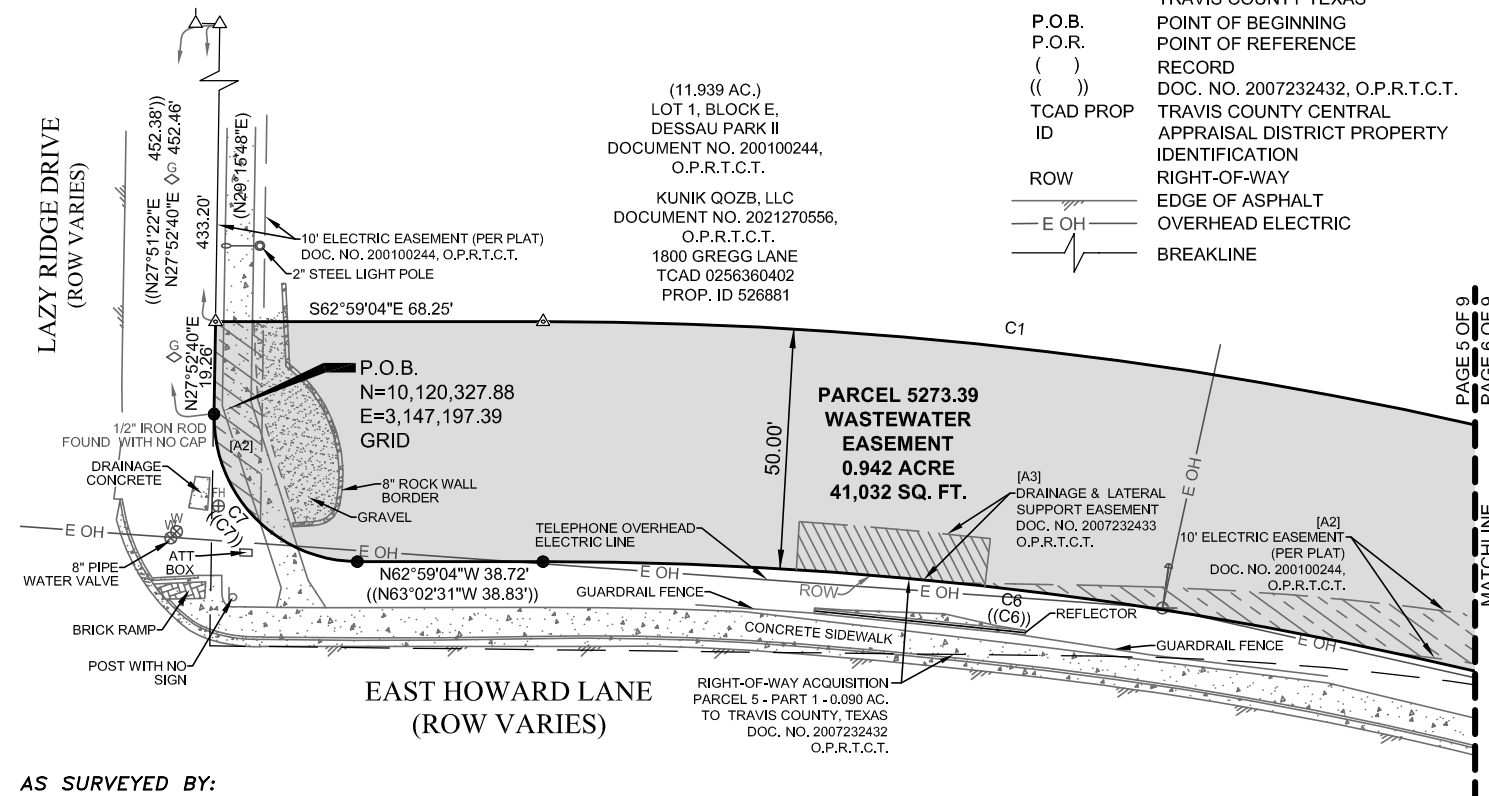 TRAVIS COUNTY TEXAS
P.O.B. POINT OF BEGINNING
P.O.R. POINT OF REFERENCE
( ) RECORD
(( )) DOC. NO. 2007232432, O.P.R.T.C.T.
TCAD PROP TRAVIS COUNTY CENTRAL
ID APPRAISAL DISTRICT PROPERTY
IDENTIFICATION
ROW RIGHT-OF-WAY
EDGE OF ASPHALT
E OH OVERHEAD ELECTRIC
BREAKLINE
(11.939 AC.)
LOT 1, BLOCK E,
DESSAU PARK II
DOCUMENT NO. 200100244,
O.P.R.T.C.T.
KUNIK QOZB, LLC
DOCUMENT NO. 2021270556,
O.P.R.T.C.T.
1800 GREGG LANE
TCAD 0256360402
PROP. ID 526881
LAZY RIDGE DRIVE
(ROW VARIES)
((N27°51'22"E 452.38'))
N27°52'40"E G 452.46'
433.20'
(N29°15'48"E)
10' ELECTRIC EASEMENT (PER PLAT)
DOC. NO. 200100244, O.P.R.T.C.T.
2" STEEL LIGHT POLE
S62°59'04"E 68.25'
C1
G
N27°52'40"E
19.26'
P.O.B.
N=10,120,327.88
E=3,147,197.39
GRID
1/2" IRON ROD
FOUND WITH NO CAP
[A2]
DRAINAGE
CONCRETE
FH
C7
((C7))
8" ROCK WALL
BORDER
GRAVEL
50.00'
PARCEL 5273.39
WASTEWATER
EASEMENT
0.942 ACRE
41,032 SQ. FT.
[A3]
DRAINAGE & LATERAL
SUPPORT EASEMENT
DOC. NO. 2007232433
O.P.R.T.C.T.
E OH
[A2]
10' ELECTRIC EASEMENT
(PER PLAT)
DOC. NO. 200100244,
O.P.R.T.C.T.
PAGE 5 OF 9
PAGE 6 OF 9
MATCHLINE
E OH
W
W
E OH
TELEPHONE OVERHEAD
ELECTRIC LINE
8" PIPE
WATER VALVE
ATT
BOX
N62°59'04"W 38.72'
((N63°02'31"W 38.83'))
E OH
ROW
E OH
C6
((C6))
GUARDRAIL FENCE
REFLECTOR
E OH
BRICK RAMP
CONCRETE SIDEWALK
GUARDRAIL FENCE
POST WITH NO
SIGN
EAST HOWARD LANE
(ROW VARIES)
RIGHT-OF-WAY ACQUISITION
PARCEL 5 - PART 1 - 0.090 AC.
TO TRAVIS COUNTY, TEXAS
DOC. NO. 2007232432
O.P.R.T.C.T.
AS SURVEYED BY: